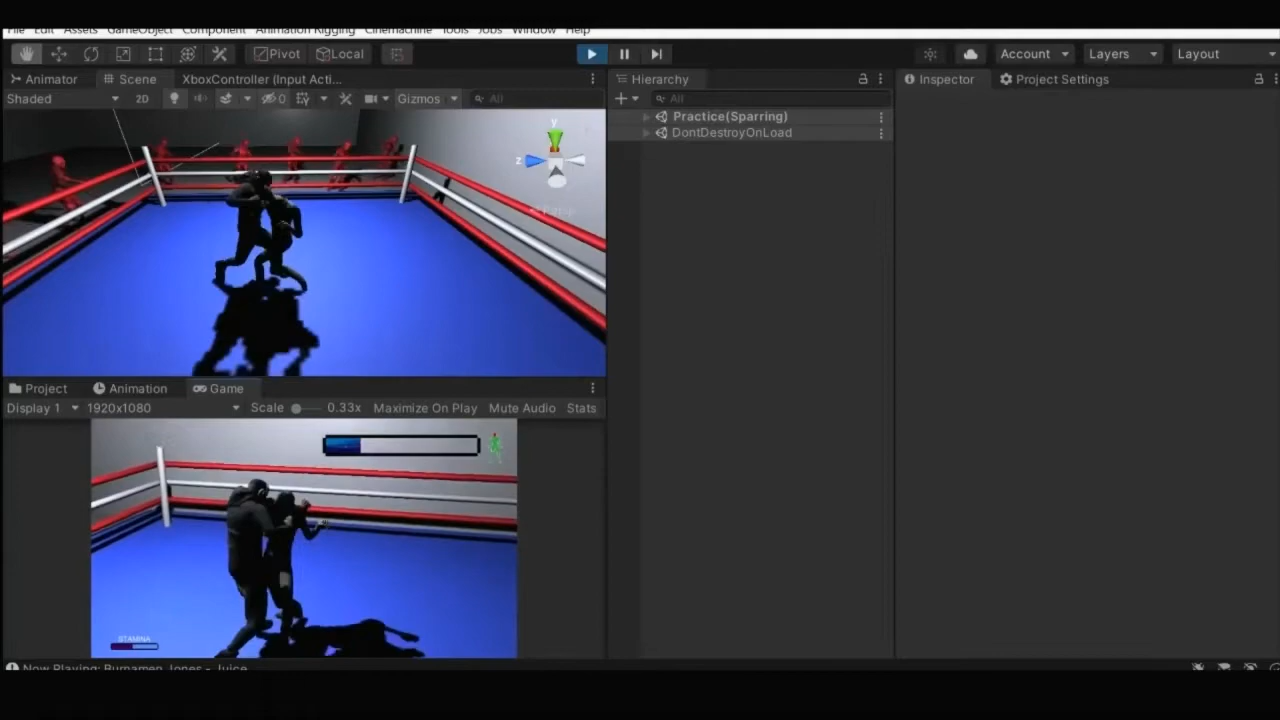 File Edit Assets GameObject Component Animation Rigging Cinemachine Tools Jobs Window Help
Pivot Local Account Layers Layout
Animator Scene XboxController (Input Acti... Hierarchy Inspector Project Settings
Shaded 2D 0 Gizmos All All
Practice(Sparring)
DontDestroyOnLoad
y
z
Persp
Project Animation Game
Display 1 1920x1080 Scale 0.33x Maximize On Play Mute Audio Stats
STAMINA
Now Playing: Burnamen Jones - Juice